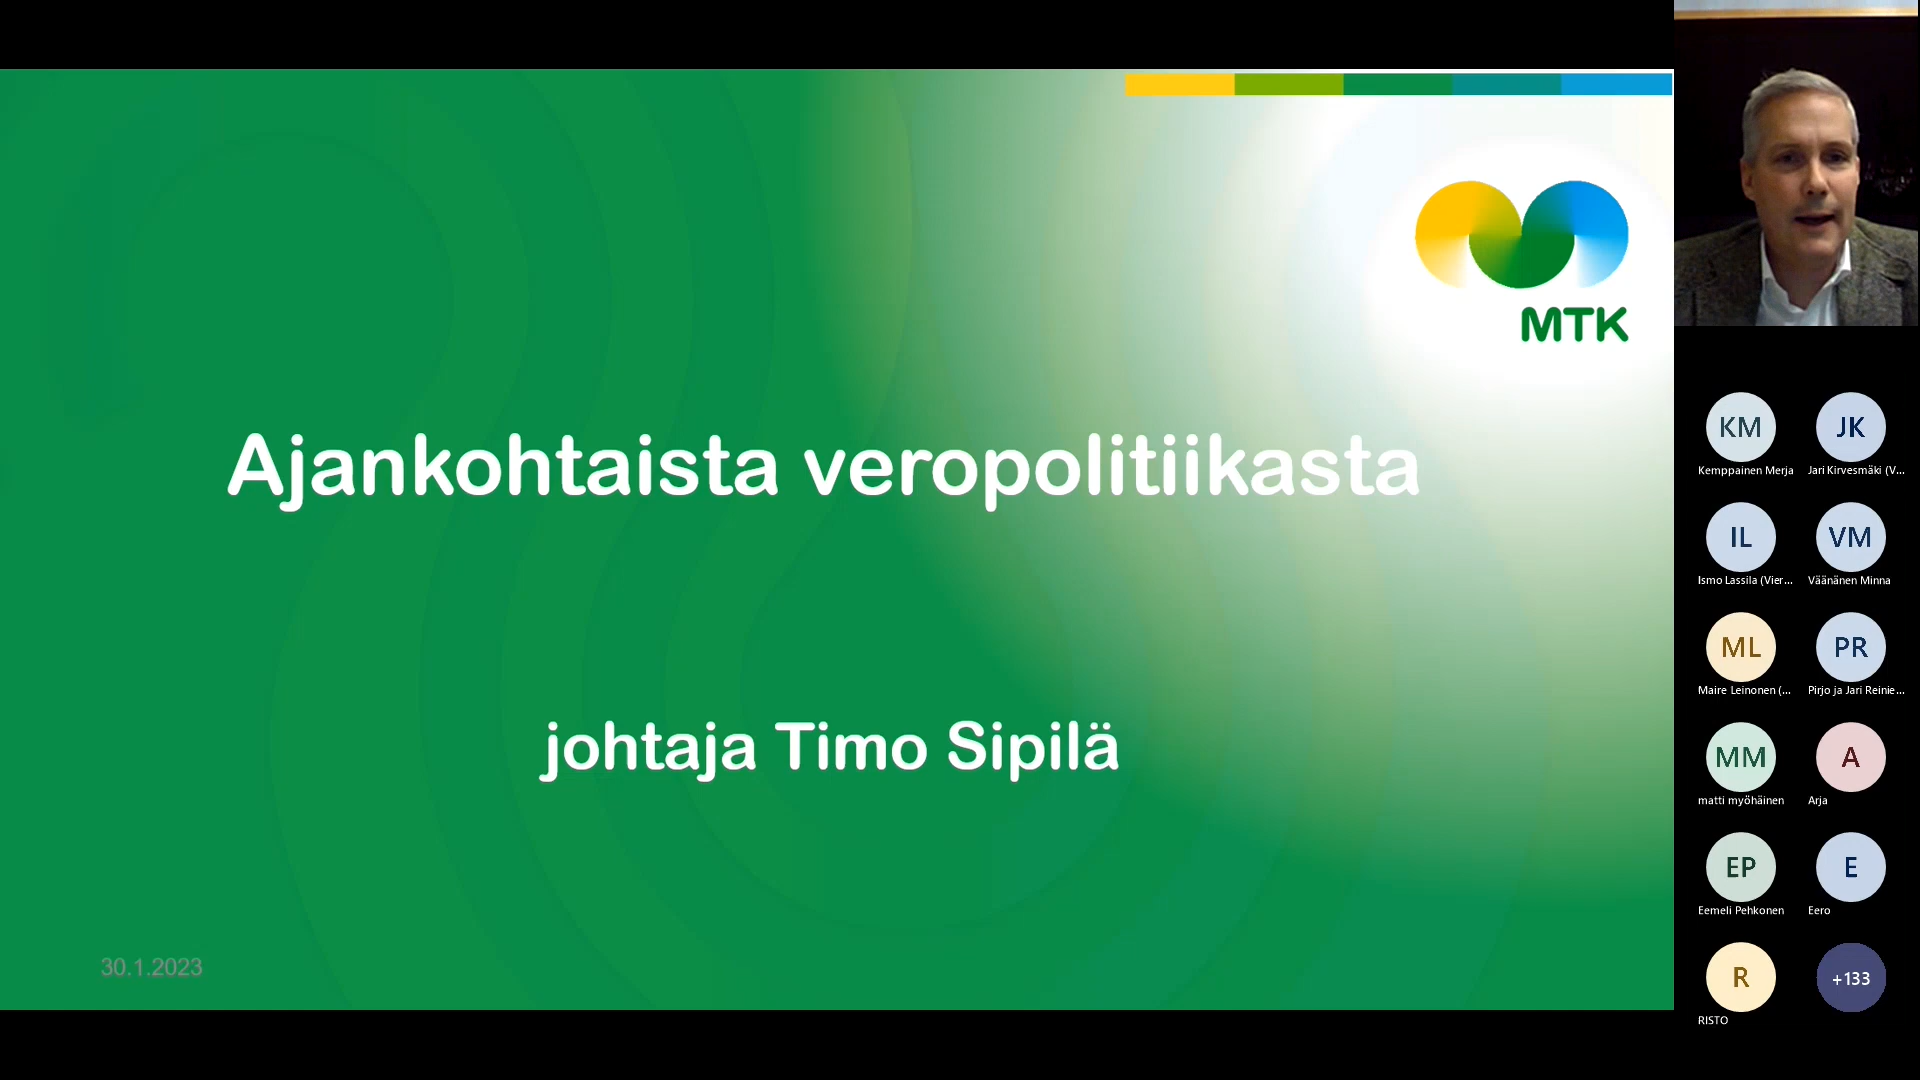 MTK
Ajankohtaista veropolitiikasta
johtaja Timo Sipilä
30.1.2023
KM
JK
Kemppainen Merja
Jari Kirvesmäki (V...
IL
VM
Ismo Lassila (Vier...
Väänänen Minna
ML
PR
Maire Leinonen (...
Pirjo ja Jari Reinie...
MM
A
matti myöhäinen
Arja
EP
E
Eemeli Pehkonen
Eero
R
+133
RISTO